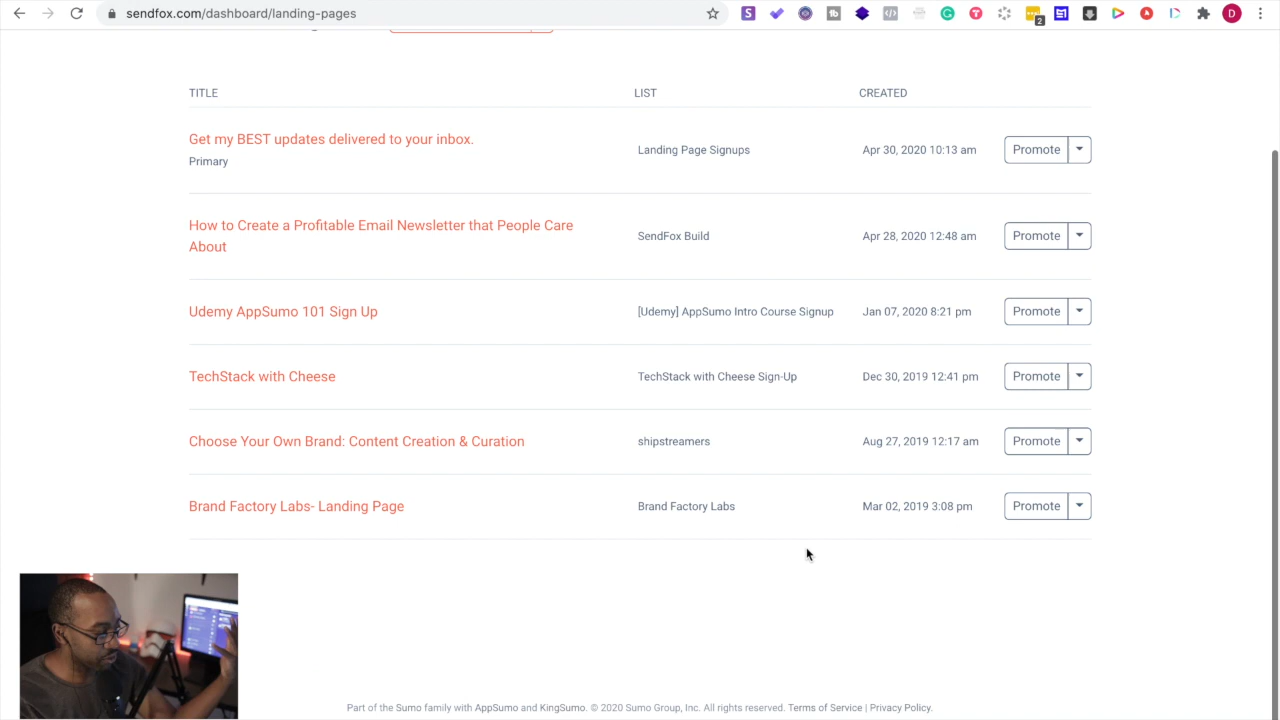 sendfox.com/dashboard/landing-pages
2
D
TITLE LIST CREATED
Get my BEST updates delivered to your inbox.
Primary
Landing Page Signups
Apr 30, 2020 10:13 am
Promote
How to Create a Profitable Email Newsletter that People Care
About
SendFox Build
Apr 28, 2020 12:48 am
Promote
Udemy AppSumo 101 Sign Up
[Udemy] AppSumo Intro Course Signup
Jan 07, 2020 8:21 pm
Promote
TechStack with Cheese
TechStack with Cheese Sign-Up
Dec 30, 2019 12:41 pm
Promote
Choose Your Own Brand: Content Creation & Curation
shipstreamers
Aug 27, 2019 12:17 am
Promote
Brand Factory Labs- Landing Page
Brand Factory Labs
Mar 02, 2019 3:08 pm
Promote
Part of the Sumo family with AppSumo and KingSumo. © 2020 Sumo Group, Inc. All rights reserved. Terms of Service | Privacy Policy.